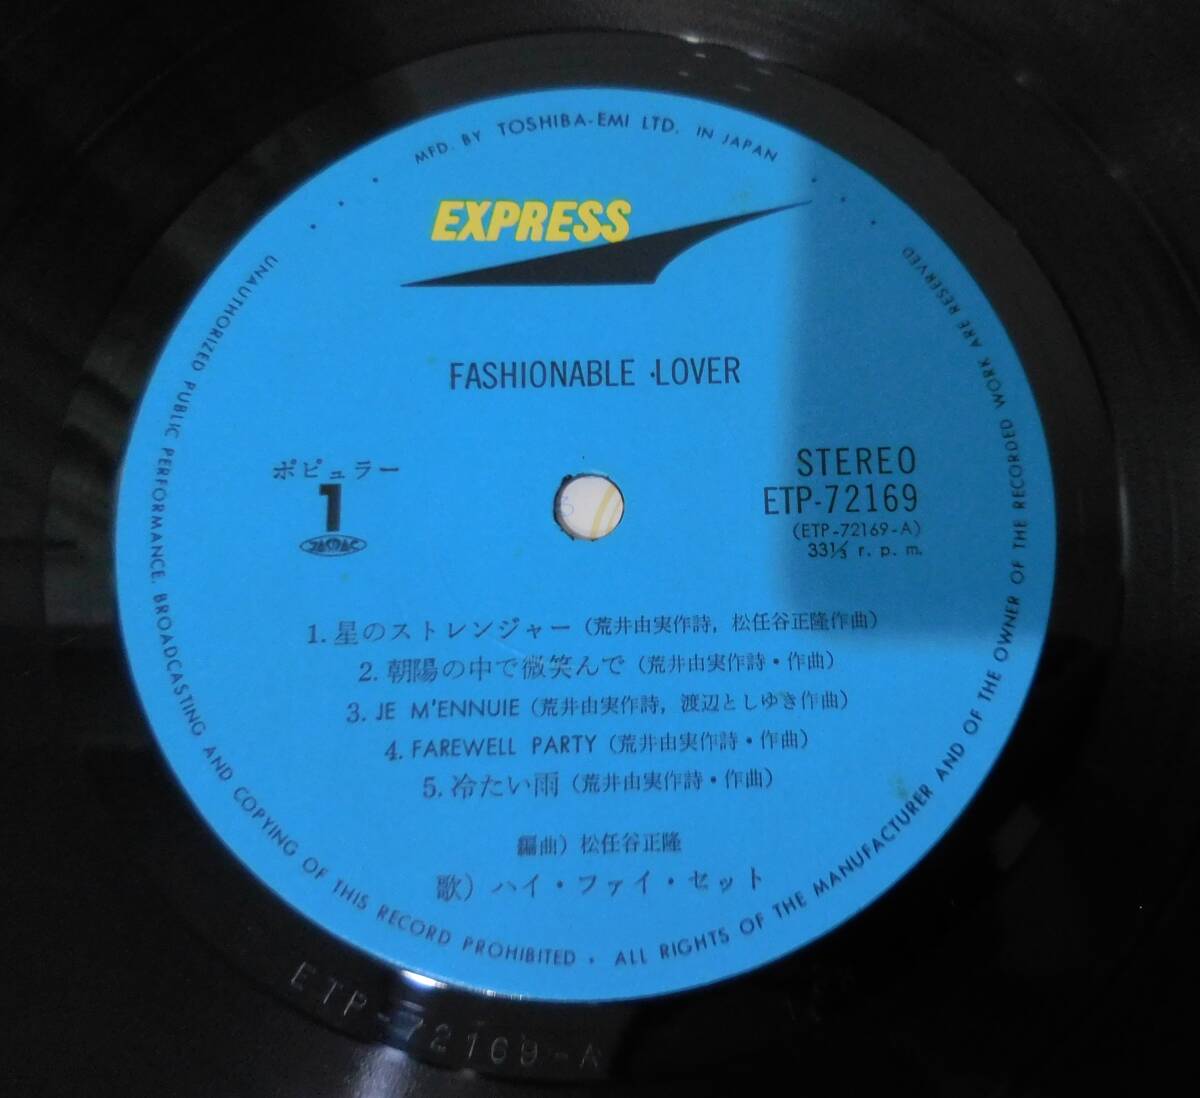 MFD. BY TOSHIBA-EMI LTD. IN JAPAN
EXPRESS
FASHIONABLE ·LOVER
ポピュラー
1
JASRAC
STEREO
ETP-72169
(ETP-72169-A)
33⅓ r. p. m.
1. 星のストレンジャー (荒井由実作詩, 松任谷正隆作曲)
2. 朝陽の中で微笑んで (荒井由実作詩・作曲)
3. JE M'ENNUIE (荒井由実作詩, 渡辺としゆき作曲)
4. FAREWELL PARTY (荒井由実作詩・作曲)
5. 冷たい雨 (荒井由実作詩・作曲)
編曲) 松任谷正隆
歌) ハイ・ファイ・セット
UNAUTHORIZED PUBLIC PERFORMANCE. BROADCASTING AND COPYING OF THIS RECORD PROHIBITED • ALL RIGHTS OF THE MANUFACTURER AND OF THE OWNER OF THE RECORDED WORK ARE RESERVED
ETP-72169-A